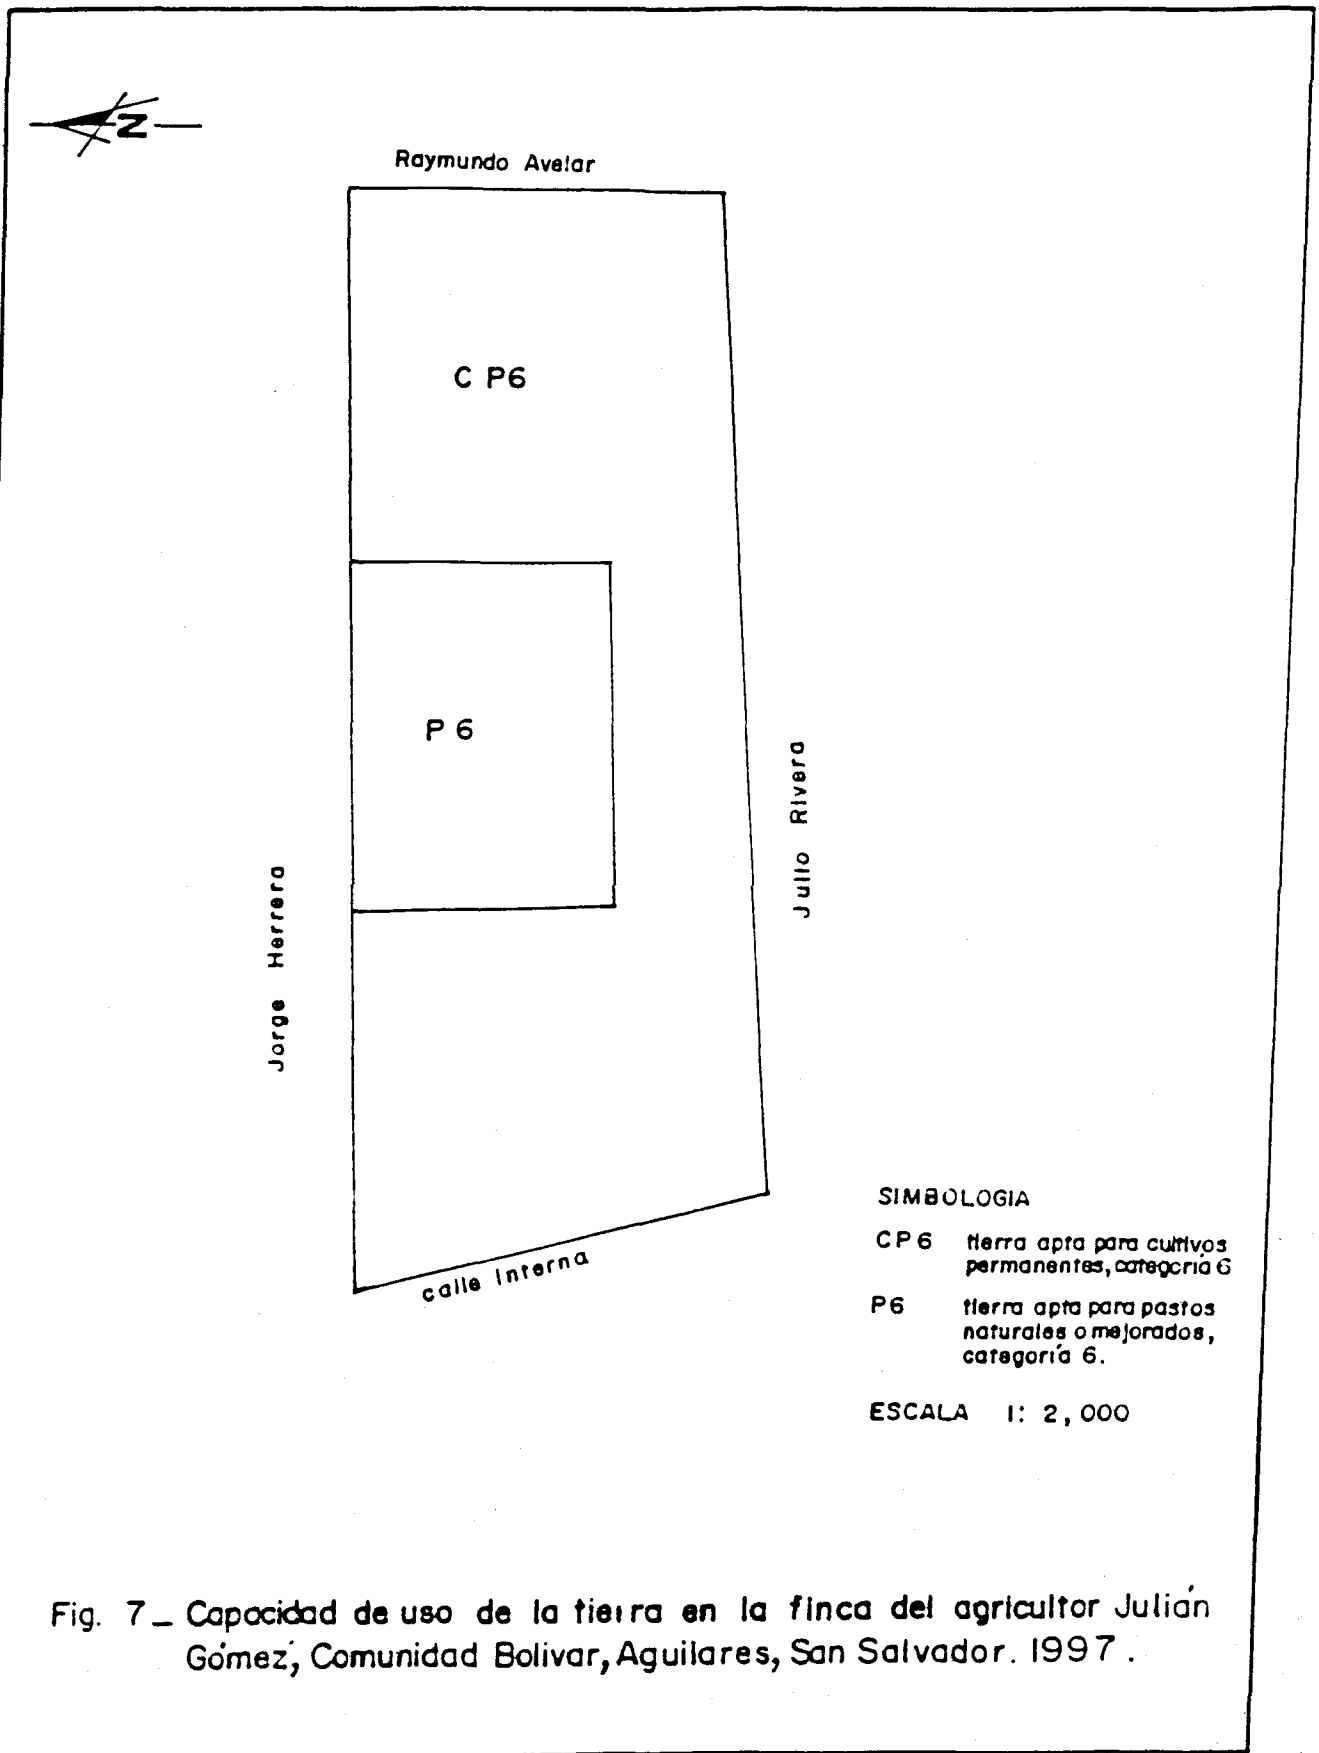 N
Raymundo Avelar
C P6
P 6
Jorge Herrera
Julio Rivera
calle Interna
SIMBOLOGIA
CP6 tierra apta para cultivos
permanentes, categoría 6
P6 tierra apta para pastos
naturales o mejorados,
categoría 6.
ESCALA 1: 2,000
Fig. 7_ Capacidad de uso de la tierra en la finca del agricultor Julián
Gómez, Comunidad Bolivar, Aguilares, San Salvador. 1997.